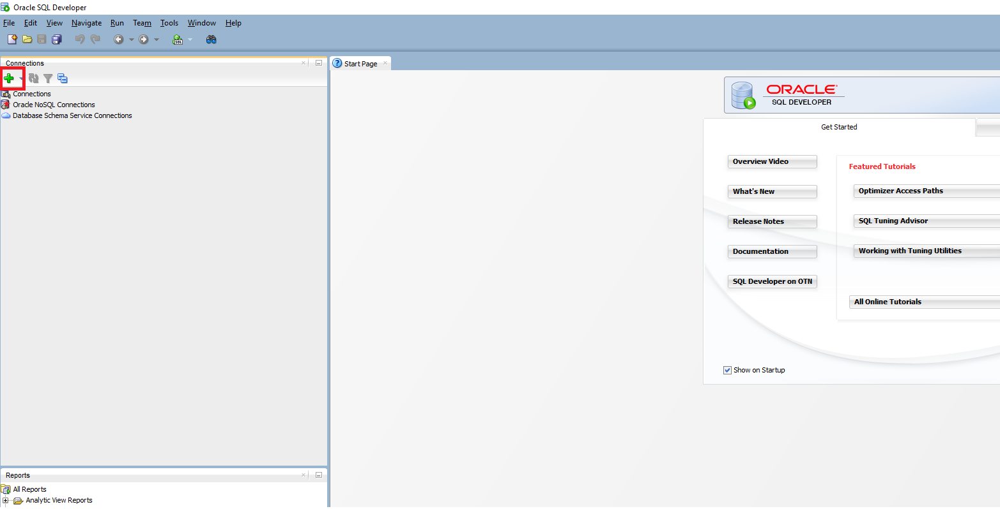 Oracle SQL Developer
File Edit View Navigate Run Team Tools Window Help
SQL
Connections
Start Page
Connections
Oracle NoSQL Connections
Database Schema Service Connections
ORACLE
SQL DEVELOPER
Get Started
Overview Video
What's New
Release Notes
Documentation
SQL Developer on OTN
Featured Tutorials
Optimizer Access Paths
SQL Tuning Advisor
Working with Tuning Utilities
All Online Tutorials
Show on Startup
Reports
All Reports
Analytic View Reports